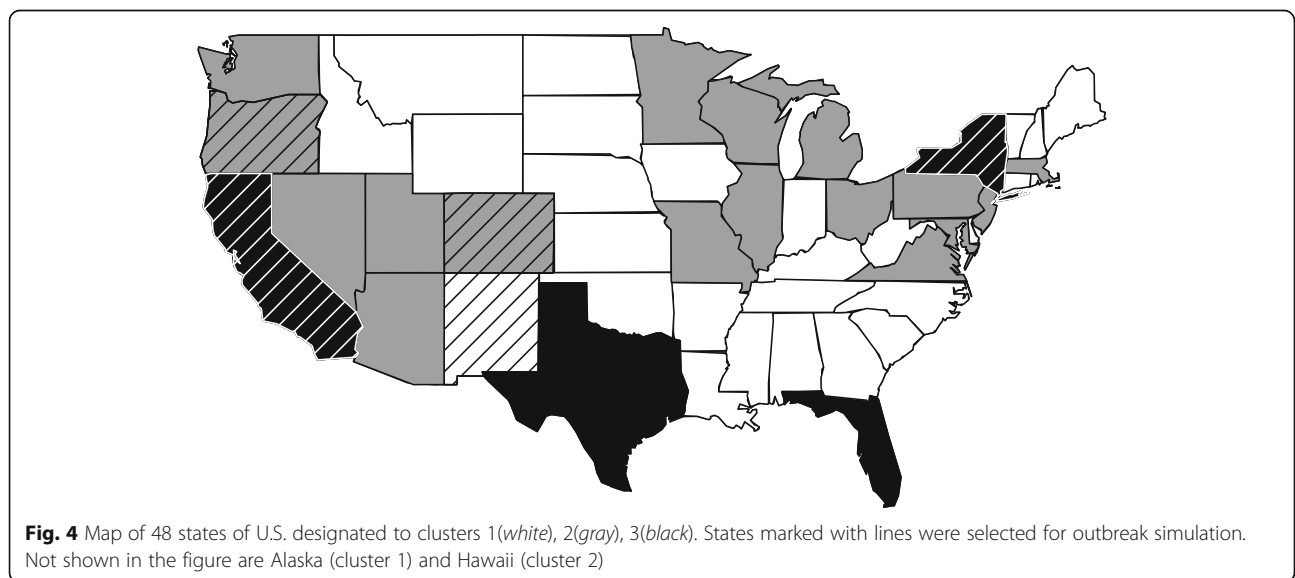 Fig. 4 Map of 48 states of U.S. designated to clusters 1(white), 2(gray), 3(black). States marked with lines were selected for outbreak simulation.
Not shown in the figure are Alaska (cluster 1) and Hawaii (cluster 2)